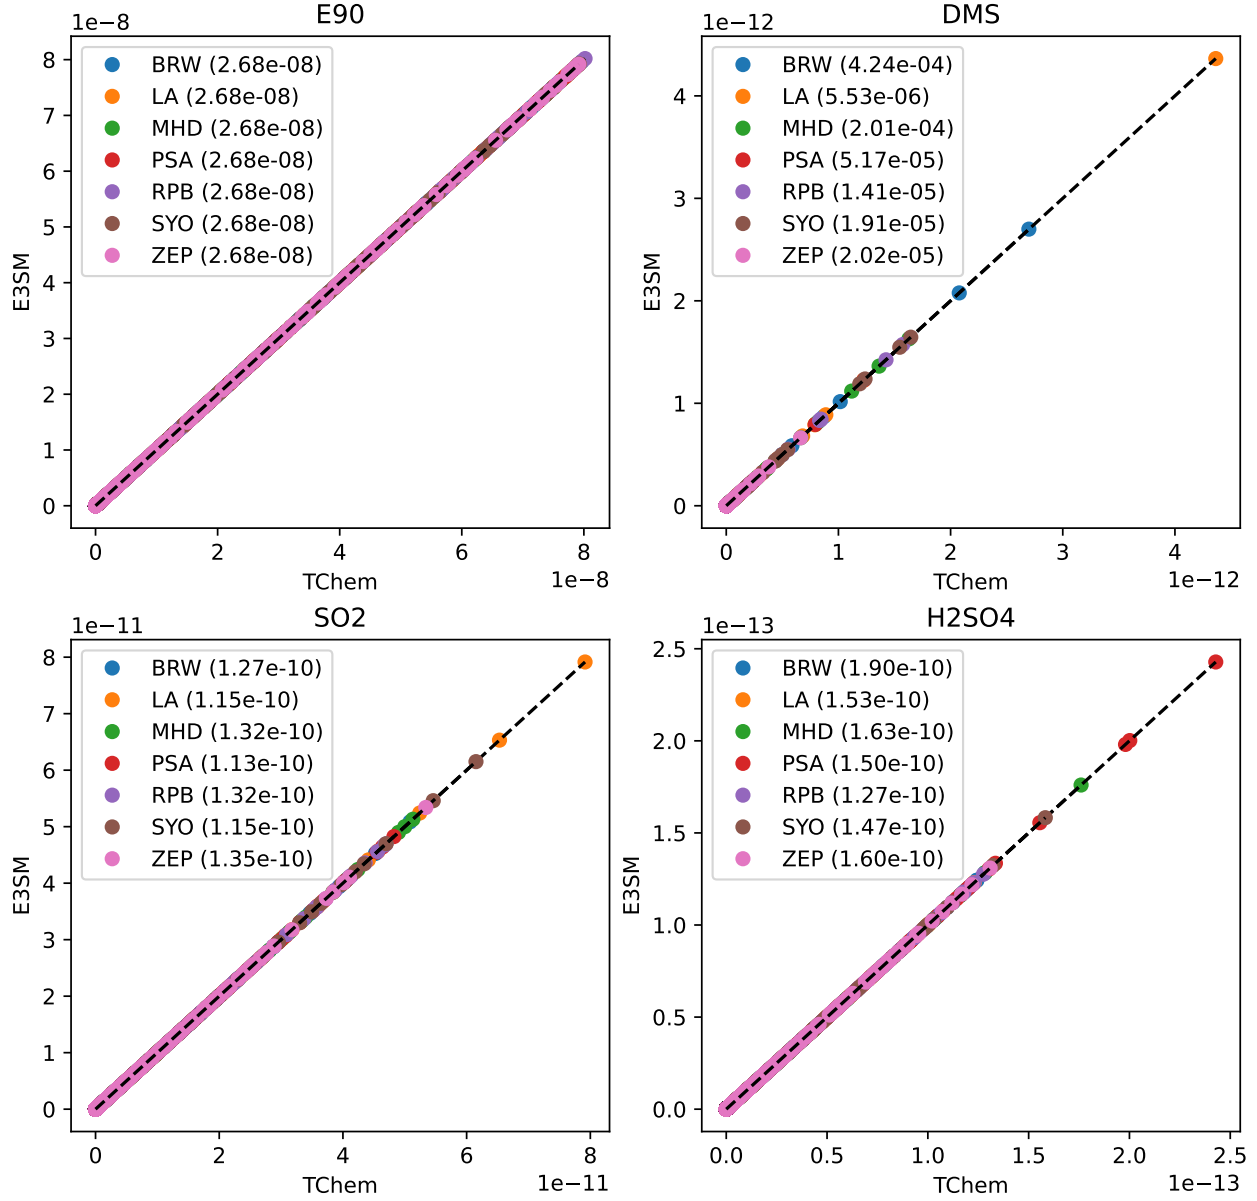 E90
1e−8
BRW (2.68e-08)
LA (2.68e-08)
MHD (2.68e-08)
PSA (2.68e-08)
RPB (2.68e-08)
SYO (2.68e-08)
ZEP (2.68e-08)
8
7
6
5
4
3
2
1
0
E3SM
0 2 4 6 8
TChem
1e−8
DMS
1e−12
BRW (4.24e-04)
LA (5.53e-06)
MHD (2.01e-04)
PSA (5.17e-05)
RPB (1.41e-05)
SYO (1.91e-05)
ZEP (2.02e-05)
4
3
2
1
0
E3SM
0 1 2 3 4
TChem
1e−12
SO2
1e−11
BRW (1.27e-10)
LA (1.15e-10)
MHD (1.32e-10)
PSA (1.13e-10)
RPB (1.32e-10)
SYO (1.15e-10)
ZEP (1.35e-10)
8
7
6
5
4
3
2
1
0
E3SM
0 2 4 6 8
TChem
1e−11
H2SO4
1e−13
BRW (1.90e-10)
LA (1.53e-10)
MHD (1.63e-10)
PSA (1.50e-10)
RPB (1.27e-10)
SYO (1.47e-10)
ZEP (1.60e-10)
2.5
2.0
1.5
1.0
0.5
0.0
E3SM
0.0 0.5 1.0 1.5 2.0 2.5
TChem
1e−13